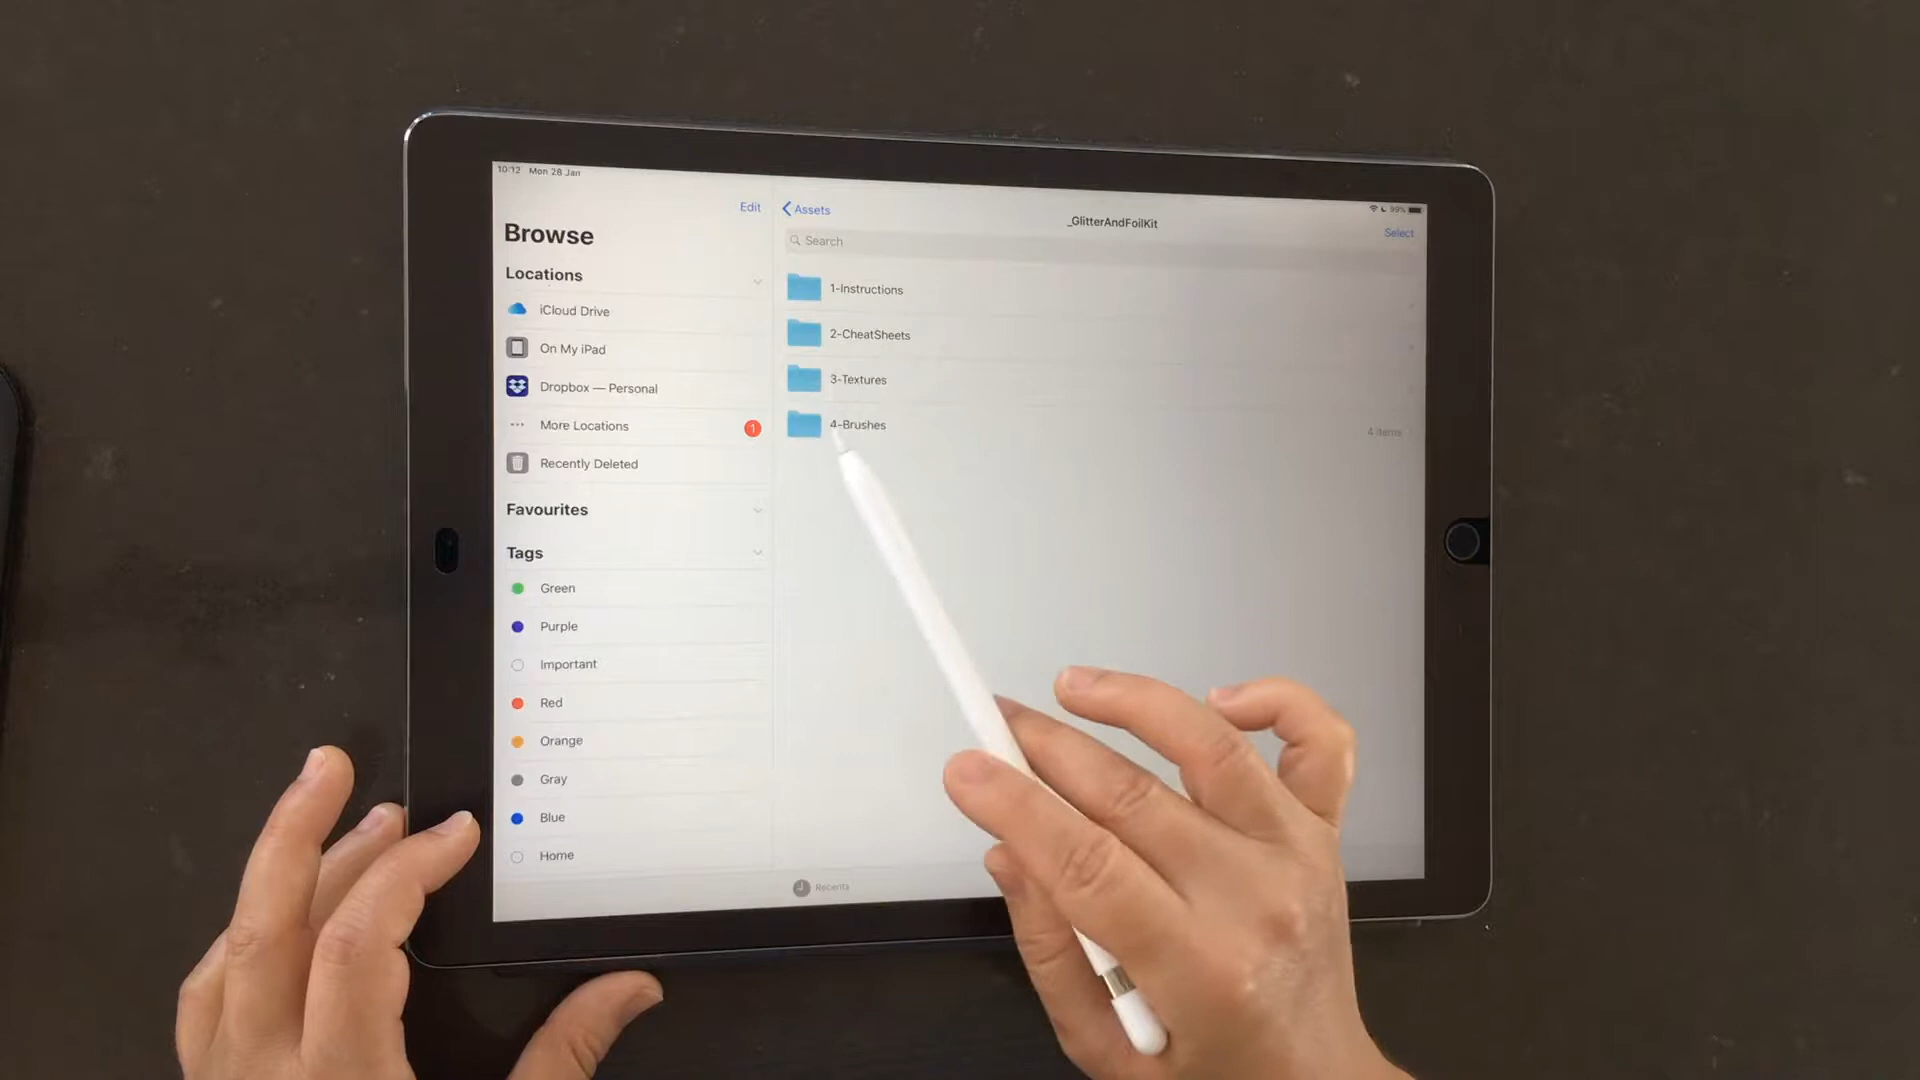 10:12 Mon 28 Jan
99%
Edit
Browse
Locations
iCloud Drive
On My iPad
Dropbox — Personal
More Locations
1
Recently Deleted
Favourites
Tags
Green
Purple
Important
Red
Orange
Gray
Blue
Home
Assets
_GlitterAndFoilKit
Select
Search
1-Instructions
2-CheatSheets
3-Textures
4-Brushes
4 items
Recents